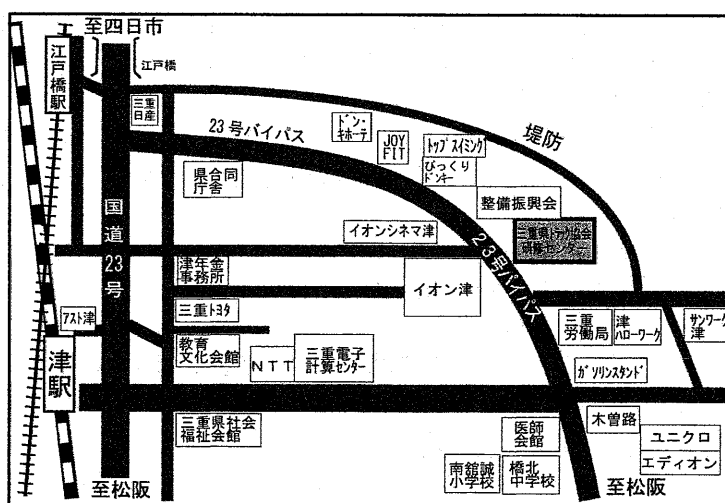 至四日市
江戸橋
江戸橋駅
三重
日産
23号バイパス
ドン・
キホーテ
JOY
FIT
トップスイミング
びっくり
ドンキー
堤防
県合同
庁舎
整備振興会
三重県トラック協会
研修センター
国道23号
イオンシネマ津
23号バイパス
津年金
事務所
イオン津
アスト津
三重トヨタ
三重
労働局
津
ハローワーク
サンワーク
津
教育
文化会館
NTT
三重電子
計算センター
ガソリンスタンド
津駅
三重県社会
福祉会館
医師
会館
木曽路
ユニクロ
エディオン
南舘誠
小学校
橋北
中学校
至松阪
至松阪